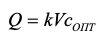 Q = kVc_ОПТ